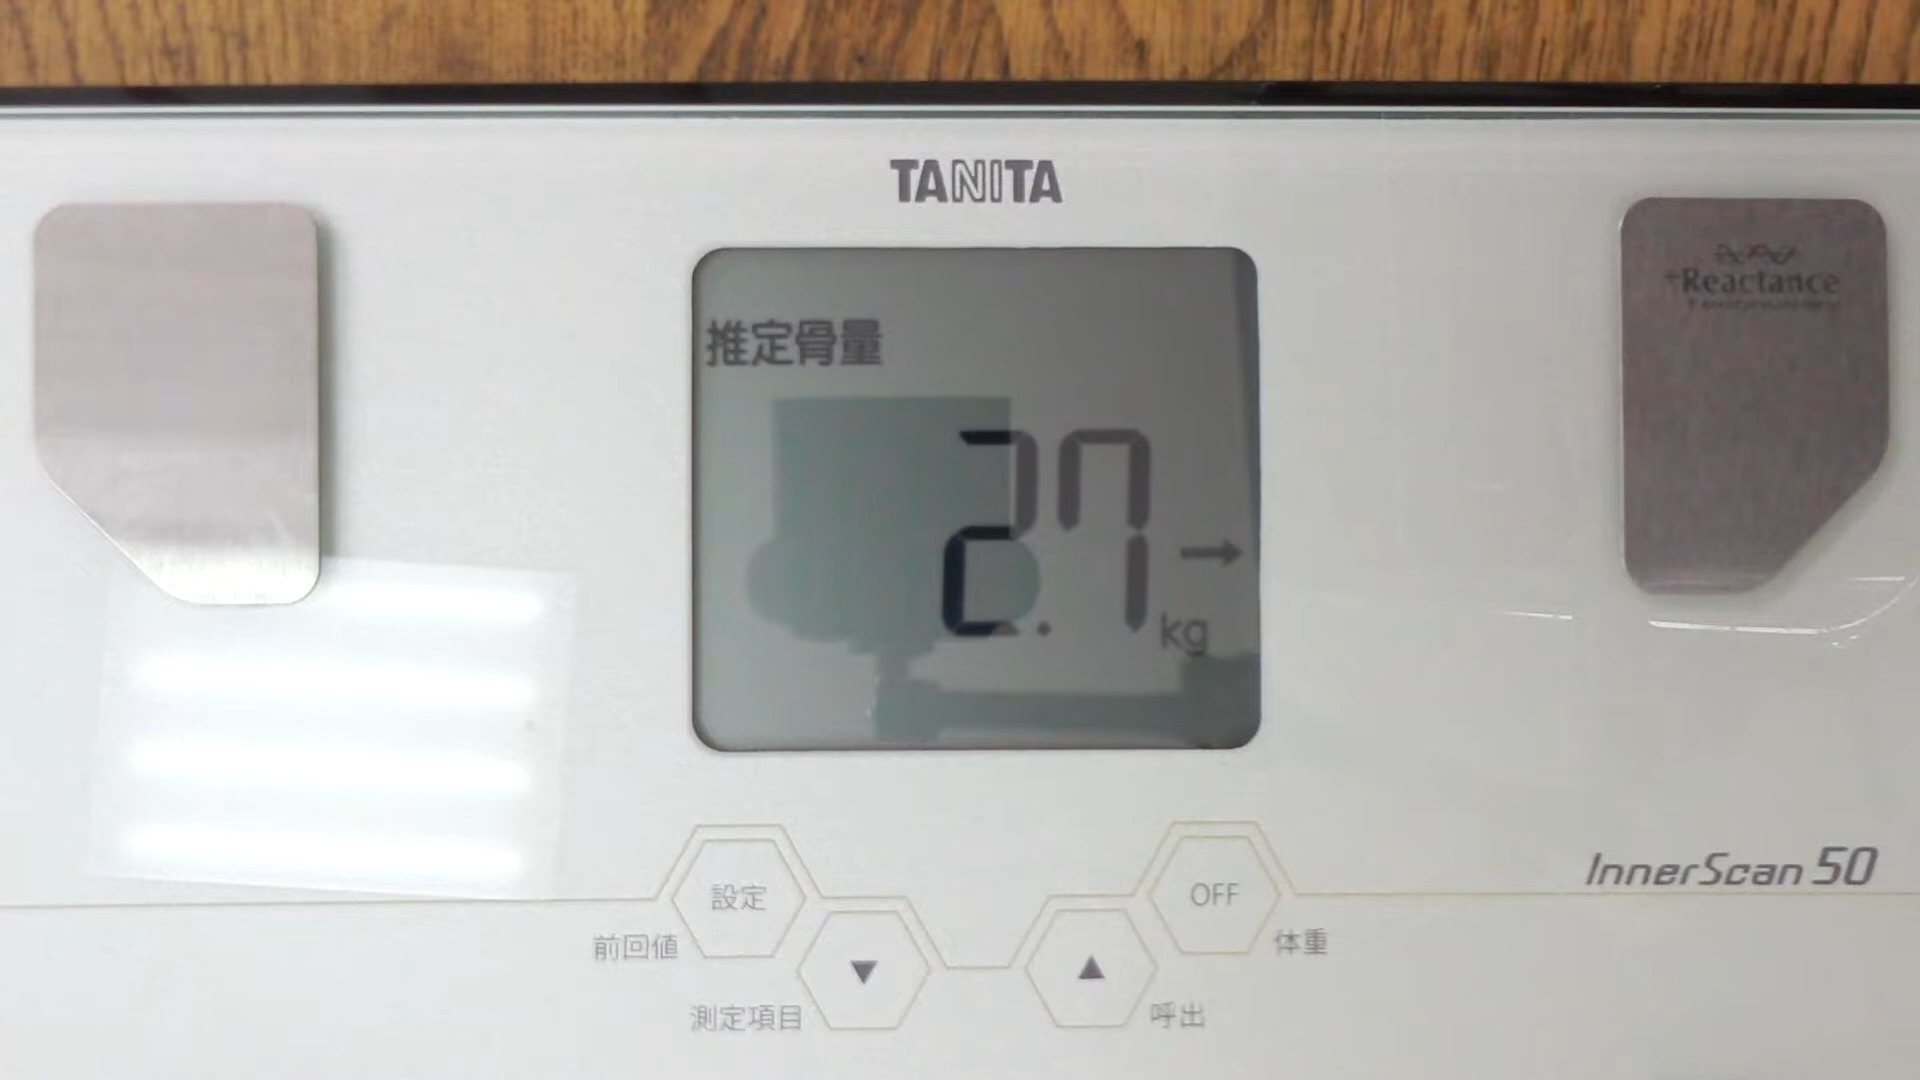 TANITA
Reactance
推定骨量
2.7
→
kg
InnerScan 50
設定
OFF
前回値
体重
▼
▲
測定項目
呼出